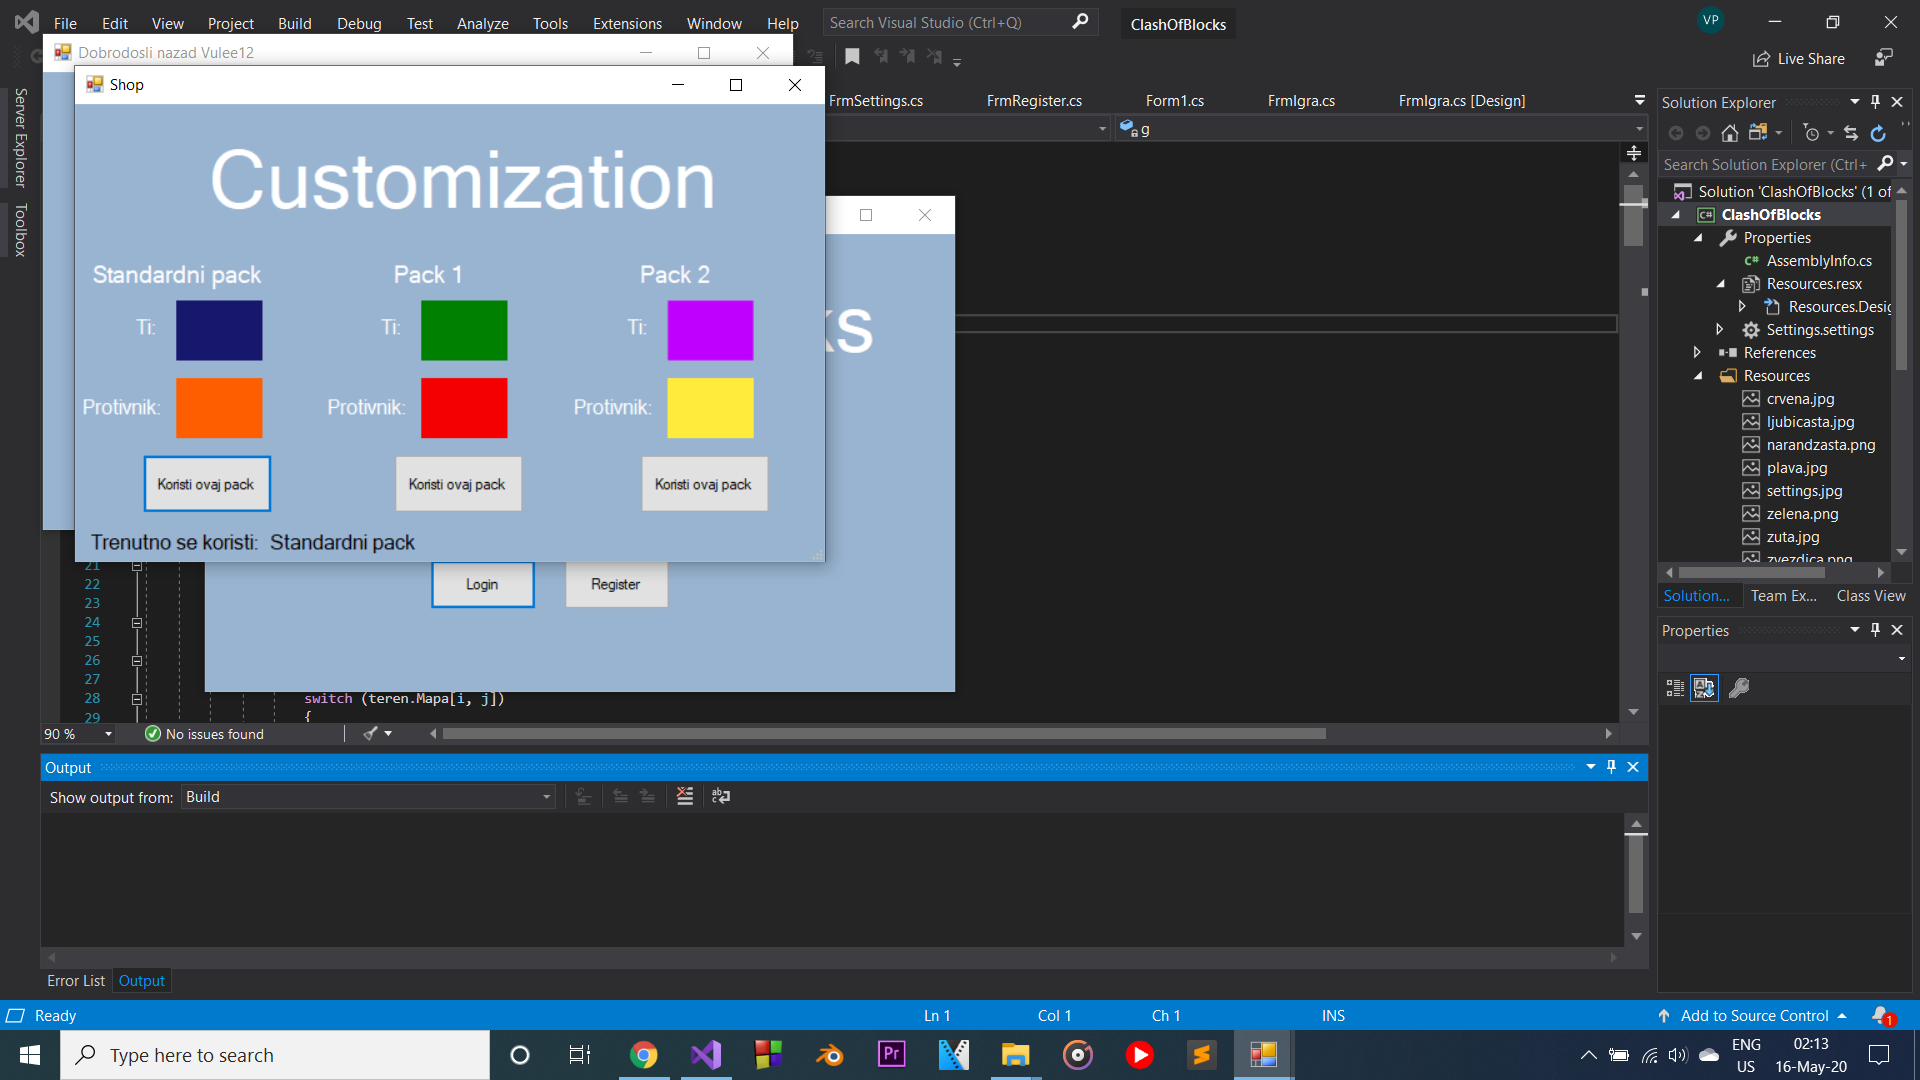 File Edit View Project Build Debug Test Analyze Tools Extensions Window Help Search Visual Studio (Ctrl+Q) ClashOfBlocks VP
Dobrodosli nazad Vulee12
Live Share
Shop
Server Explorer
Toolbox
FrmSettings.cs FrmRegister.cs Form1.cs FrmIgra.cs FrmIgra.cs [Design]
g
Customization
Standardni pack Pack 1 Pack 2
Ti: Ti: Ti:
Protivnik: Protivnik: Protivnik:
Koristi ovaj pack Koristi ovaj pack Koristi ovaj pack
Trenutno se koristi: Standardni pack
ks
Login Register
21
22
23
24
25
26
27
28 switch (teren.Mapa[i, j])
29 {
90 % No issues found
Output
Show output from: Build
Error List Output
Solution Explorer
Search Solution Explorer (Ctrl+
Solution 'ClashOfBlocks' (1 of
C# ClashOfBlocks
Properties
C# AssemblyInfo.cs
Resources.resx
Resources.Desig
Settings.settings
References
Resources
crvena.jpg
ljubicasta.jpg
narandzasta.png
plava.jpg
settings.jpg
zelena.png
zuta.jpg
zvezdica.png
Solution... Team Ex... Class View
Properties
Ready Ln 1 Col 1 Ch 1 INS Add to Source Control 1
Type here to search
Pr
ENG
US
02:13
16-May-20